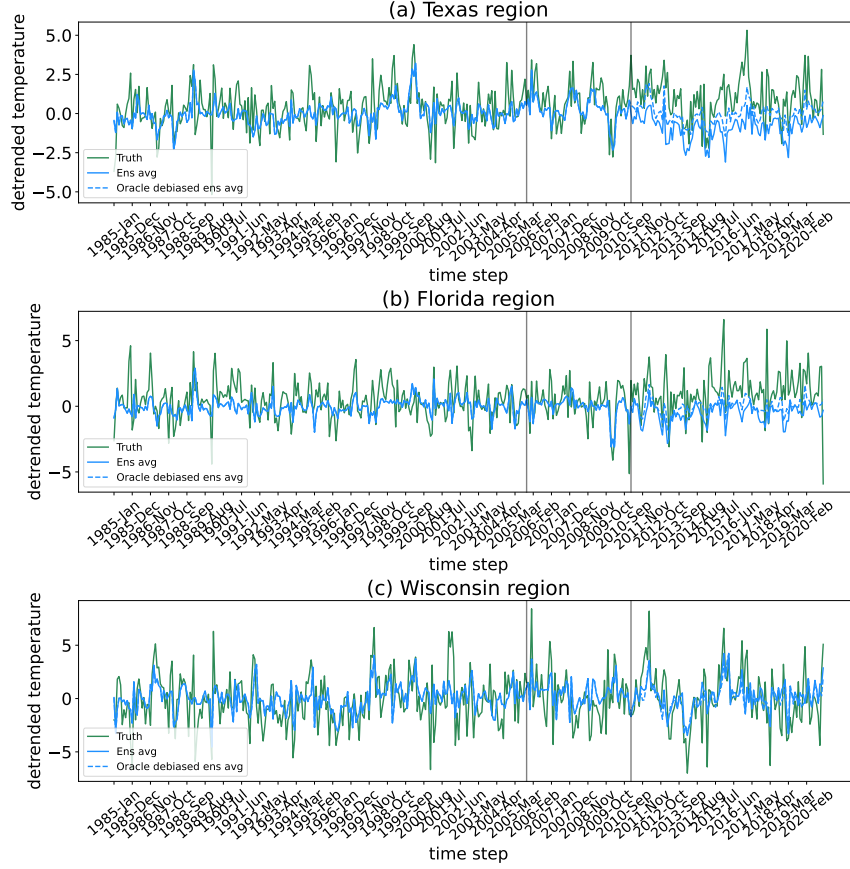 (a) Texas region
detrended temperature
5.0
2.5
0.0
−2.5
−5.0
Truth
Ens avg
Oracle debiased ens avg
1985-Jan
1985-Dec
1986-Nov
1987-Oct
1988-Sep
1989-Aug
1990-Jul
1991-Jun
1992-May
1993-Apr
1994-Mar
1995-Feb
1996-Jan
1996-Dec
1997-Nov
1998-Oct
1999-Sep
2000-Aug
2001-Jul
2002-Jun
2003-May
2004-Apr
2005-Mar
2006-Feb
2007-Jan
2007-Dec
2008-Nov
2009-Oct
2010-Sep
2011-Nov
2012-Oct
2013-Sep
2014-Aug
2015-Jul
2016-Jun
2017-May
2018-Apr
2019-Mar
2020-Feb
time step
(b) Florida region
detrended temperature
5
0
−5
Truth
Ens avg
Oracle debiased ens avg
1985-Jan
1985-Dec
1986-Nov
1987-Oct
1988-Sep
1989-Aug
1990-Jul
1991-Jun
1992-May
1993-Apr
1994-Mar
1995-Feb
1996-Jan
1996-Dec
1997-Nov
1998-Oct
1999-Sep
2000-Aug
2001-Jul
2002-Jun
2003-May
2004-Apr
2005-Mar
2006-Feb
2007-Jan
2007-Dec
2008-Nov
2009-Oct
2010-Sep
2011-Nov
2012-Oct
2013-Sep
2014-Aug
2015-Jul
2016-Jun
2017-May
2018-Apr
2019-Mar
2020-Feb
time step
(c) Wisconsin region
detrended temperature
5
0
−5
Truth
Ens avg
Oracle debiased ens avg
1985-Jan
1985-Dec
1986-Nov
1987-Oct
1988-Sep
1989-Aug
1990-Jul
1991-Jun
1992-May
1993-Apr
1994-Mar
1995-Feb
1996-Jan
1996-Dec
1997-Nov
1998-Oct
1999-Sep
2000-Aug
2001-Jul
2002-Jun
2003-May
2004-Apr
2005-Mar
2006-Feb
2007-Jan
2007-Dec
2008-Nov
2009-Oct
2010-Sep
2011-Nov
2012-Oct
2013-Sep
2014-Aug
2015-Jul
2016-Jun
2017-May
2018-Apr
2019-Mar
2020-Feb
time step